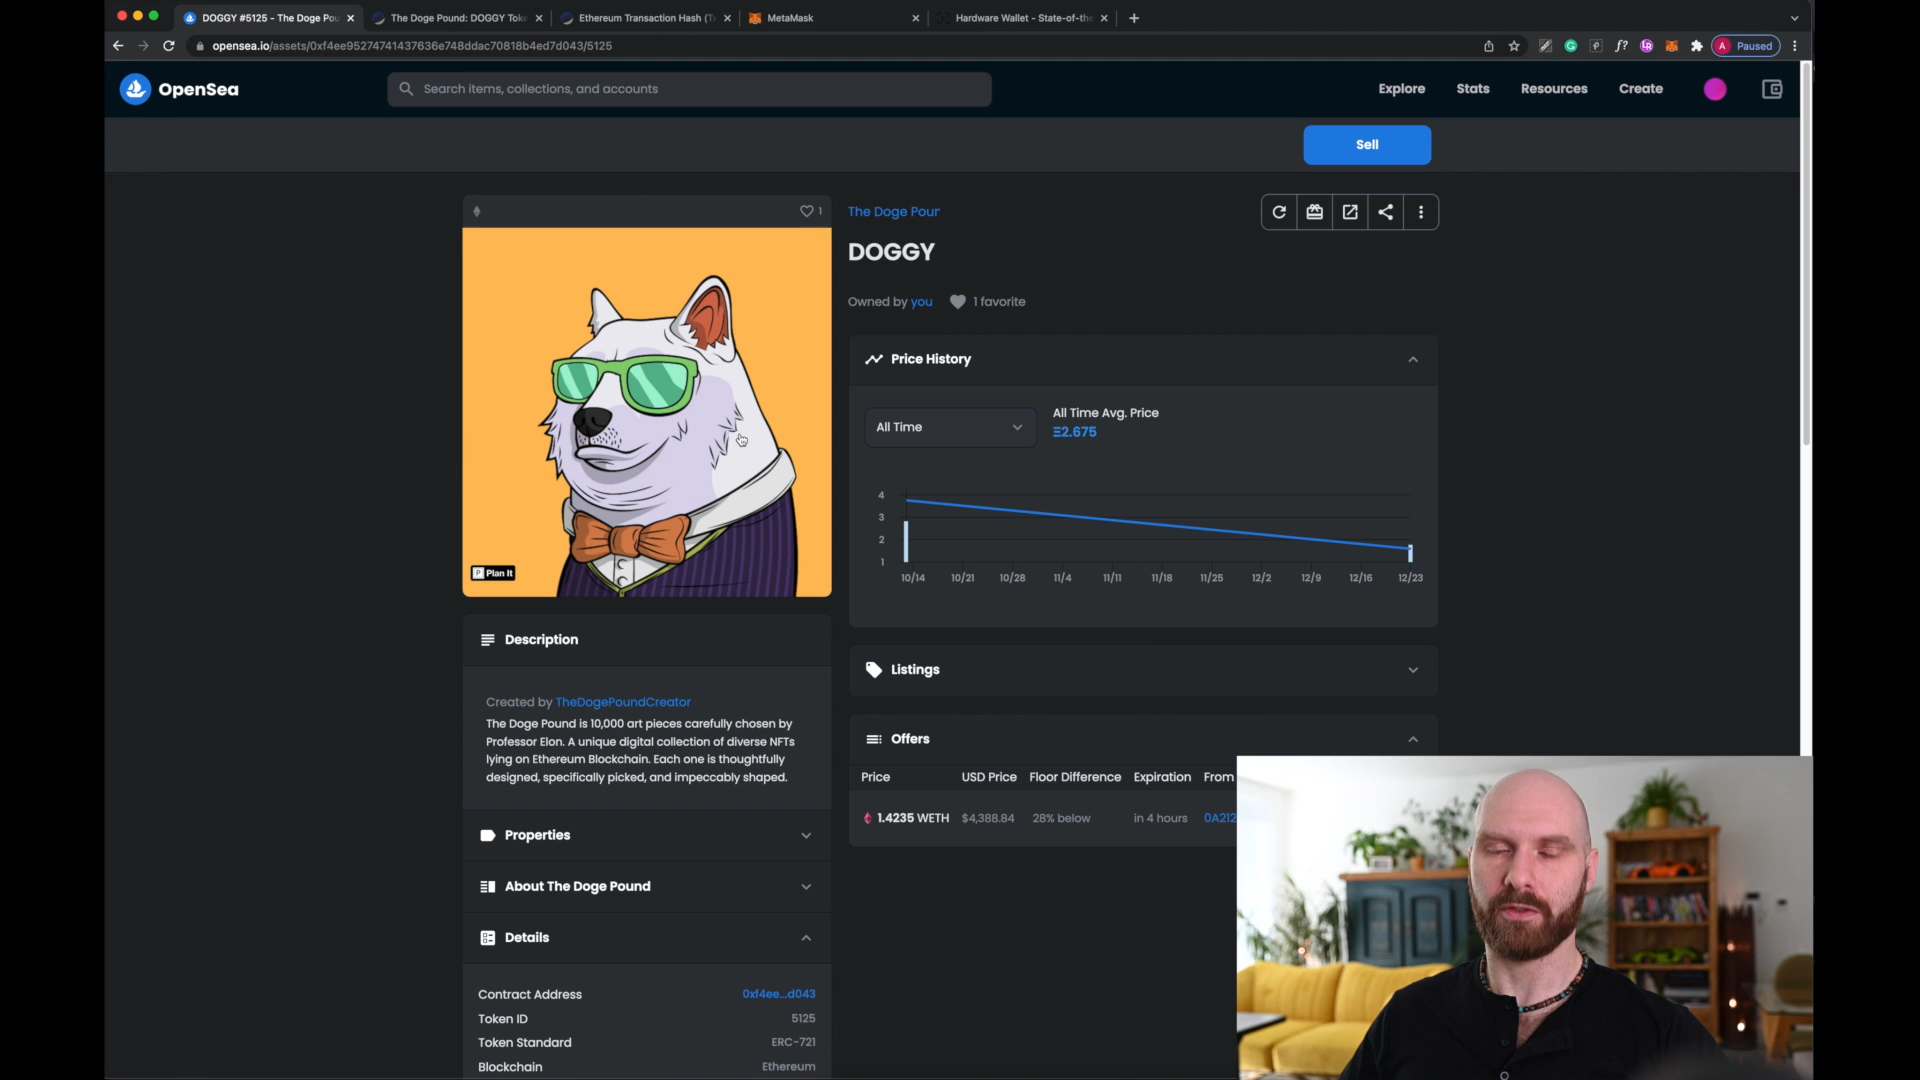 DOGGY #5125 - The Doge Pou
The Doge Pound: DOGGY Tok
Ethereum Transaction Hash (T
MetaMask
Hardware Wallet - State-of-the
opensea.io/assets/0xf4ee95274741437636e748ddac70818b4ed7d043/5125
Paused
OpenSea
Search items, collections, and accounts
Explore
Stats
Resources
Create
Sell
1
The Doge Poun
DOGGY
Owned by you
1 favorite
Price History
All Time
All Time Avg. Price
Ξ2.675
4
3
2
1
10/14 10/21 10/28 11/4 11/11 11/18 11/25 12/2 12/9 12/16 12/23
P Plan It
Description
Created by TheDogePoundCreator
The Doge Pound is 10,000 art pieces carefully chosen by
Professor Elon. A unique digital collection of diverse NFTs
lying on Ethereum Blockchain. Each one is thoughtfully
designed, specifically picked, and impeccably shaped.
Listings
Offers
Price USD Price Floor Difference Expiration From
1.4235 WETH $4,388.84 28% below in 4 hours 0A212
Properties
About The Doge Pound
Details
Contract Address 0xf4ee...d043
Token ID 5125
Token Standard ERC-721
Blockchain Ethereum